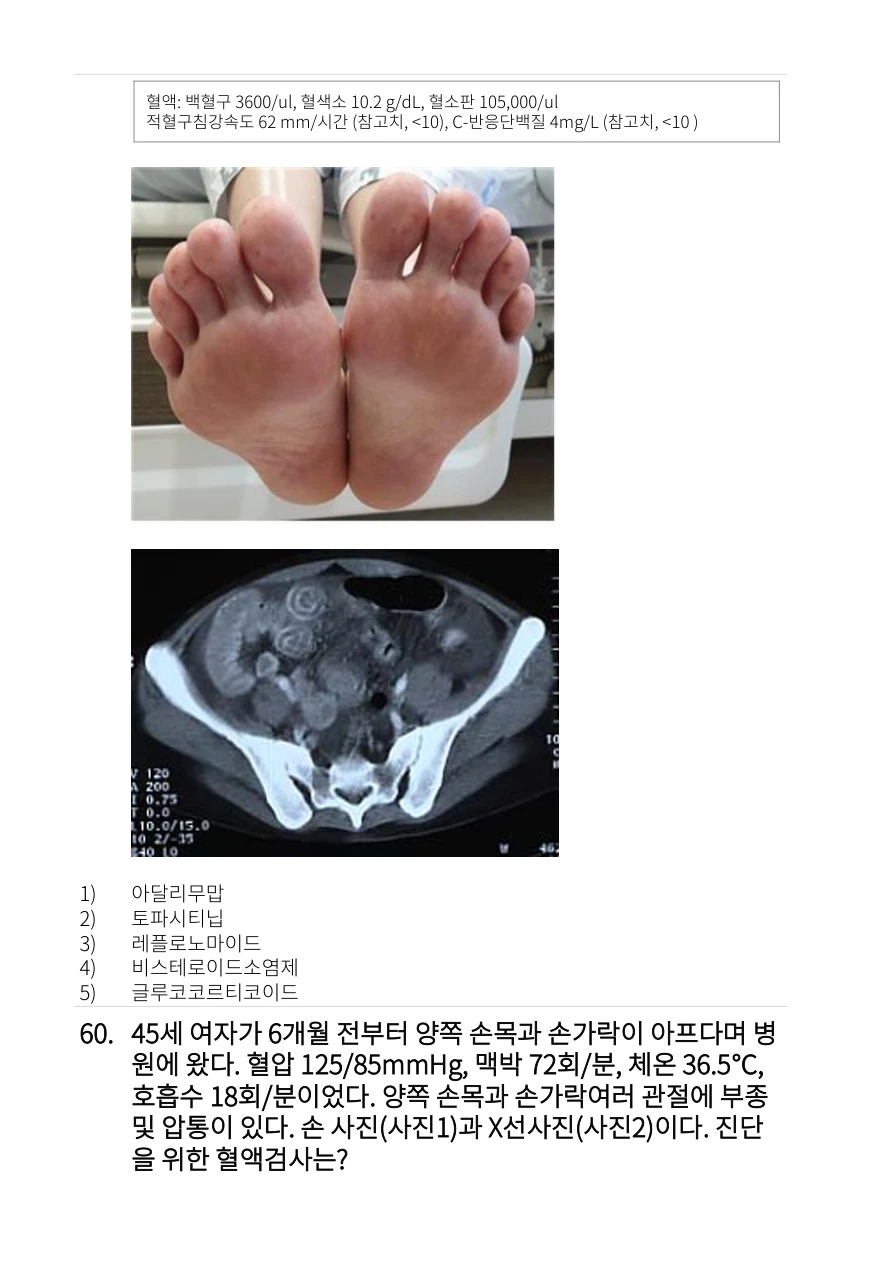 혈액: 백혈구 3600/ul, 혈색소 10.2 g/dL, 혈소판 105,000/ul
적혈구침강속도 62 mm/시간 (참고치, <10), C-반응단백질 4mg/L (참고치, <10 )
V 120
A 200
I 0.75
T 0.0
L10.0/15.0
10 2/-35
S40 10
10
W 462
1) 아달리무맙
2) 토파시티닙
3) 레플로노마이드
4) 비스테로이드소염제
5) 글루코코르티코이드
60. 45세 여자가 6개월 전부터 양쪽 손목과 손가락이 아프다며 병
원에 왔다. 혈압 125/85mmHg, 맥박 72회/분, 체온 36.5°C,
호흡수 18회/분이었다. 양쪽 손목과 손가락여러 관절에 부종
및 압통이 있다. 손 사진(사진1)과 X선사진(사진2)이다. 진단
을 위한 혈액검사는?